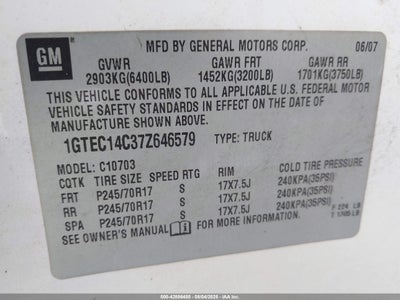 GM
MFD BY GENERAL MOTORS CORP. 06/07
GVWR GAWR FRT GAWR RR
2903KG(6400LB) 1452KG(3200LB) 1701KG(3750LB)
THIS VEHICLE CONFORMS TO ALL APPLICABLE U.S. FEDERAL MOTOR
VEHICLE SAFETY STANDARDS IN EFFECT ON THE DATE OF
MANUFACTURE SHOWN ABOVE.
1GTEC14C37Z646579 TYPE: TRUCK
MODEL: C10703
CQTK TIRE SIZE SPEED RTG RIM COLD TIRE PRESSURE
FRT P245/70R17 S 17X7.5J 240KPA(35PSI)
RR P245/70R17 S 17X7.5J 240KPA(35PSI)
SPA P245/70R17 S 17X7.5J 240KPA(35PSI)
SEE OWNER'S MANUAL FOR MORE INFORMATION.